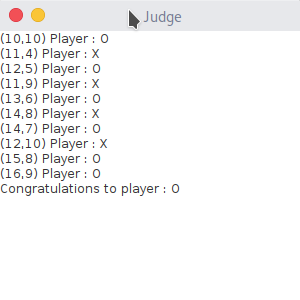 Judge
(10,10) Player : O
(11,4) Player : X
(12,5) Player : O
(11,9) Player : X
(13,6) Player : O
(14,8) Player : X
(14,7) Player : O
(12,10) Player : X
(15,8) Player : O
(16,9) Player : O
Congratulations to player : O